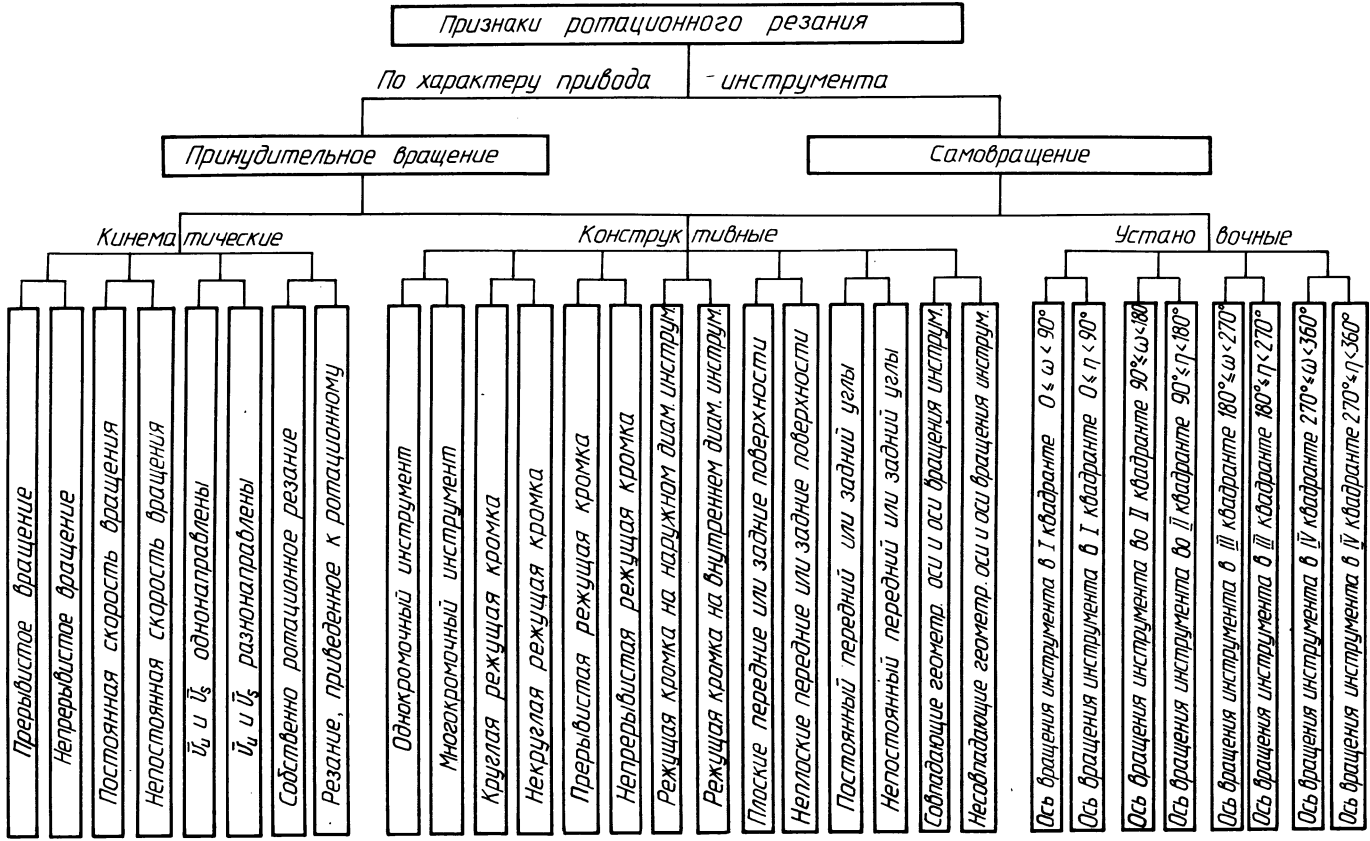 Признаки ротационного резания
По характеру привода - инструмента
Принудительное вращение
Самовращение
Кинематические
Конструктивные
Установочные
Прерывистое вращение
Непрерывистое вращение
Постоянная скорость вращения
Непостоянная скорость вращения
v̄и и v̄s однонаправлены
v̄и и v̄s разнонаправлены
Собственно ротационное резание
Резание, приведенное к ротационному
Однокромочный инструмент
Многокромочный инструмент
Круглая режущая кромка
Некруглая режущая кромка
Прерывистая режущая кромка
Непрерывистая режущая кромка
Режущая кромка на наружном диам. инструм.
Режущая кромка на внутреннем диам. инструм.
Плоские передние или задние поверхности
Неплоские передние или задние поверхности
Постоянный передний или задний углы
Непостоянный передний или задний углы
Совпадающие геометр. оси и оси вращения инструм.
Несовпадающие геометр. оси и оси вращения инструм.
Ось вращения инструмента в I квадранте 0 ≤ ω < 90°
Ось вращения инструмента в I квадранте 0 ≤ η < 90°
Ось вращения инструмента во II квадранте 90° ≤ ω < 180
Ось вращения инструмента во II квадранте 90° ≤ η < 180°
Ось вращения инструмента в III квадранте 180° ≤ ω < 270°
Ось вращения инструмента в III квадранте 180° ≤ η < 270°
Ось вращения инструмента в IV квадранте 270° ≤ ω < 360°
Ось вращения инструмента в IV квадранте 270° ≤ η < 360°